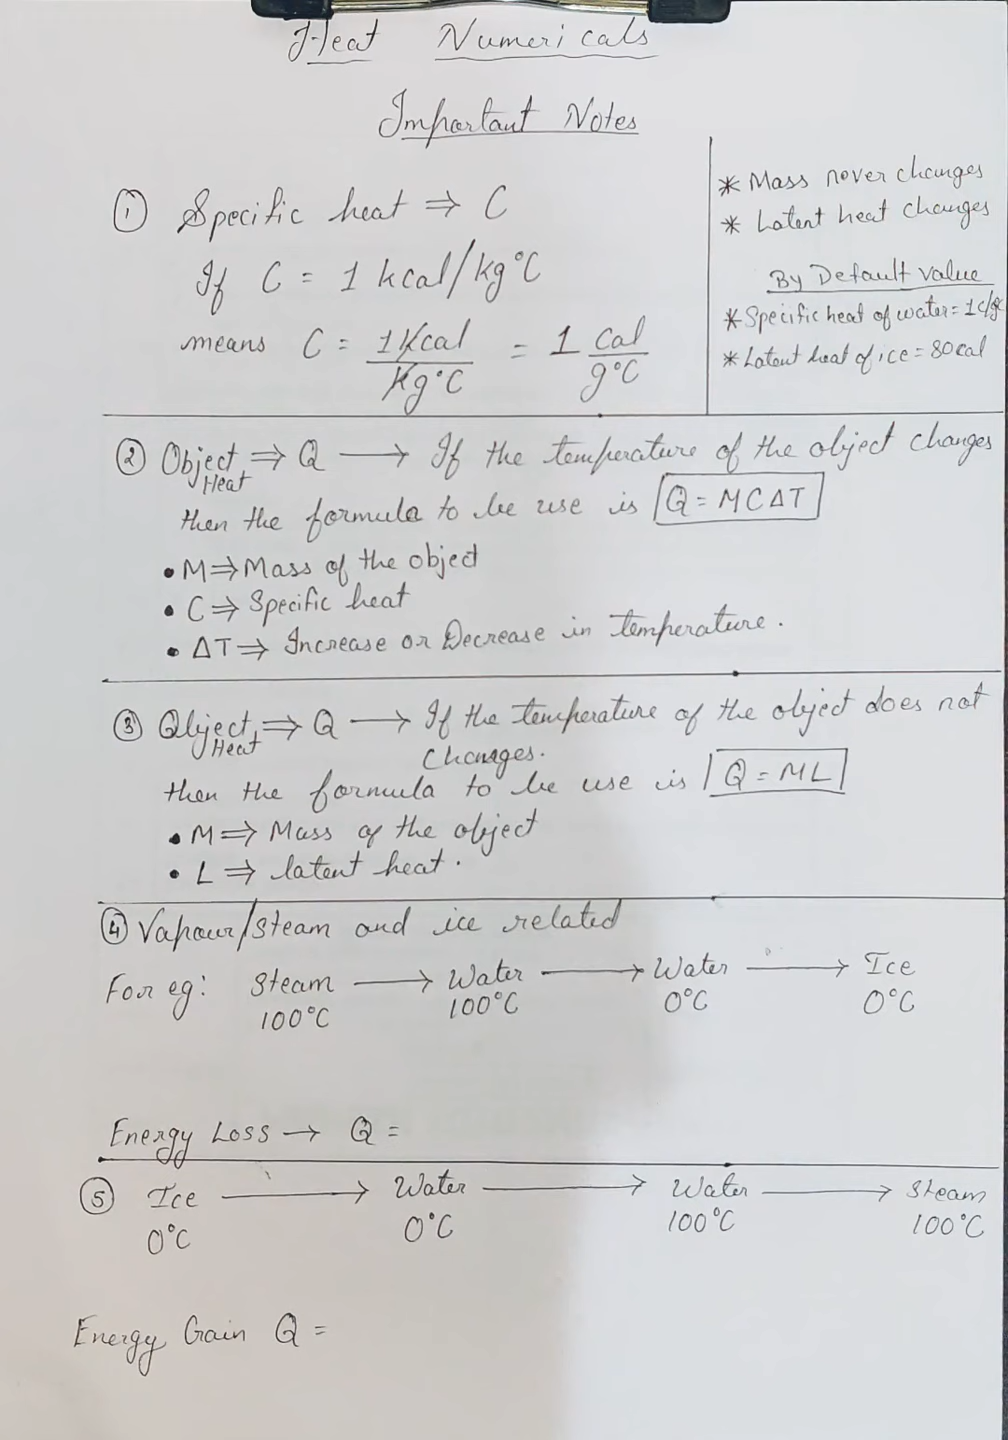 Heat Numericals
Important Notes
① Specific heat ⇒ C
If C = 1 kcal/kg°C
means C = 1 Kcal / Kg°C = 1 Cal / g°C
* Mass never changes
* Latent heat changes
By Default value
* Specific heat of water = 1c/g
* Latent heat of ice = 80 cal
② Object Heat ⇒ Q → If the temperature of the object changes
then the formula to be use is Q = MCΔT
• M ⇒ Mass of the object
• C ⇒ Specific heat
• ΔT ⇒ Increase or Decrease in temperature.
③ Object Heat ⇒ Q → If the temperature of the object does not
changes.
then the formula to be use is Q = ML
• M ⇒ Mass of the object
• L ⇒ latent heat.
④ Vapour/steam and ice related
For eg: Steam → Water → Water → Ice
100°C 100°C 0°C 0°C
Energy Loss → Q =
⑤ Ice → Water → Water → Steam
0°C 0°C 100°C 100°C
Energy Gain Q =